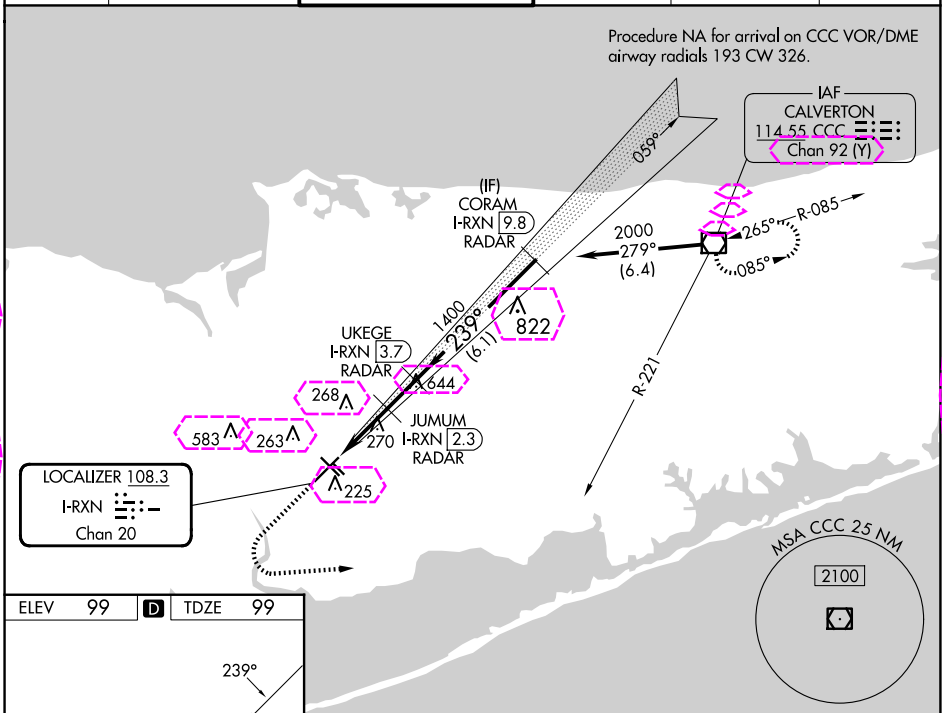 Procedure NA for arrival on CCC VOR/DME
airway radials 193 CW 326.
IAF
CALVERTON
114.55 CCC
Chan 92 (Y)
059°
(IF)
CORAM
I-RXN 9.8
RADAR
2000
279°
(6.4)
265°
R-085
085°
1400
239°
(6.1)
822
UKEGE
I-RXN 3.7
RADAR
644
R-221
268
583
263
270
JUMUM
I-RXN 2.3
RADAR
225
LOCALIZER 108.3
I-RXN
Chan 20
MSA CCC 25 NM
2100
ELEV 99 D TDZE 99
239°